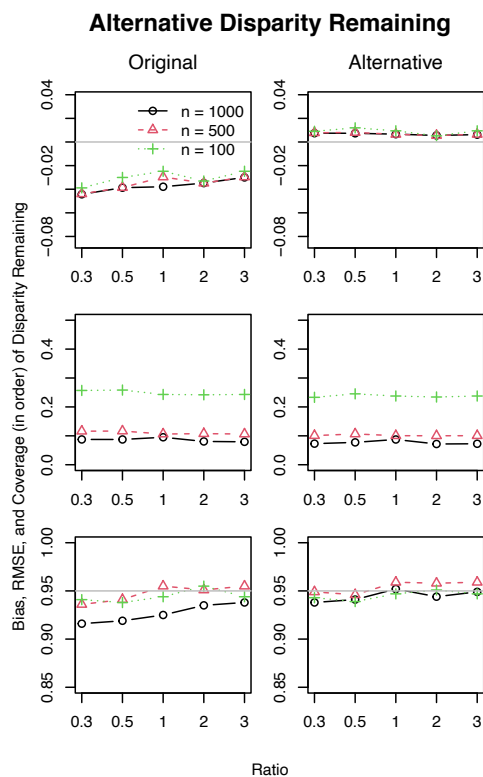 Alternative Disparity Remaining
Original
Alternative
Bias, RMSE, and Coverage (in order) of Disparity Remaining
0.04
−0.02
−0.08
n = 1000
n = 500
n = 100
0.3 0.5 1 2 3
0.04
−0.02
−0.08
0.3 0.5 1 2 3
0.4
0.2
0.0
0.3 0.5 1 2 3
0.4
0.2
0.0
0.3 0.5 1 2 3
1.00
0.95
0.90
0.85
0.3 0.5 1 2 3
1.00
0.95
0.90
0.85
0.3 0.5 1 2 3
Ratio